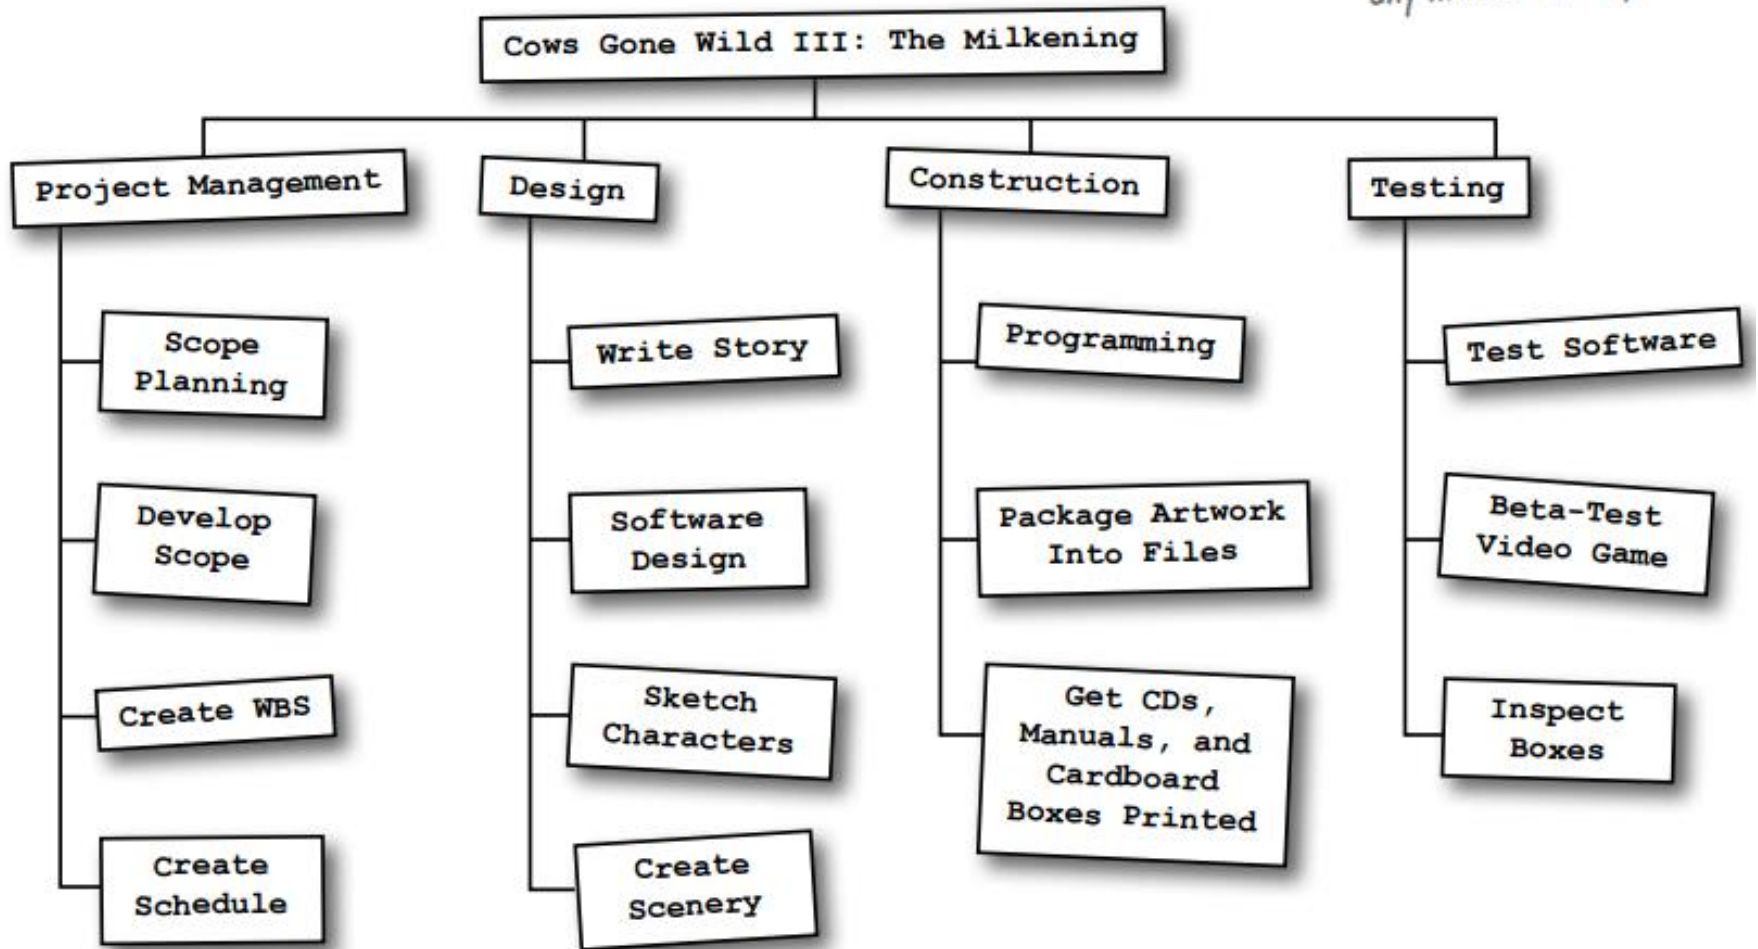 Cows Gone Wild III: The Milkening
Project Management
Design
Construction
Testing
Scope
Planning
Develop
Scope
Create WBS
Create
Schedule
Write Story
Software
Design
Sketch
Characters
Create
Scenery
Programming
Package Artwork
Into Files
Get CDs,
Manuals, and
Cardboard
Boxes Printed
Test Software
Beta-Test
Video Game
Inspect
Boxes